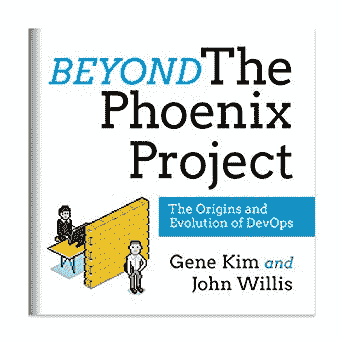 BEYOND The
Phoenix
Project
The Origins and
Evolution of DevOps
Gene Kim and
John Willis